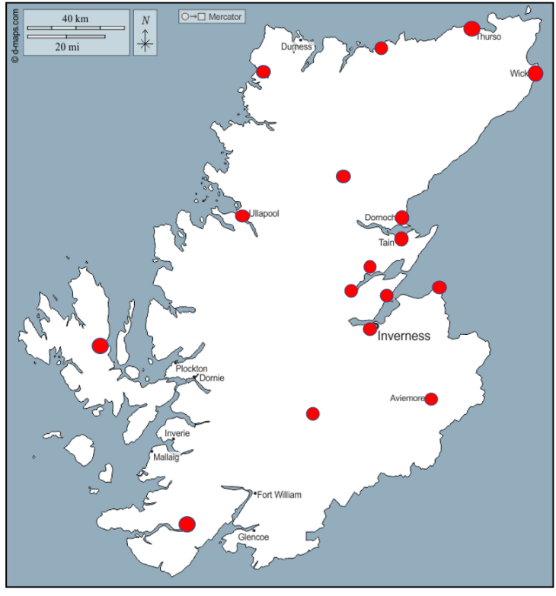 © d-maps.com
40 km
20 mi
N
Mercator
Durness
Thurso
Wick
Ullapool
Dornoch
Tain
Inverness
Plockton
Dornie
Aviemore
Inverie
Mallaig
Fort William
Glencoe